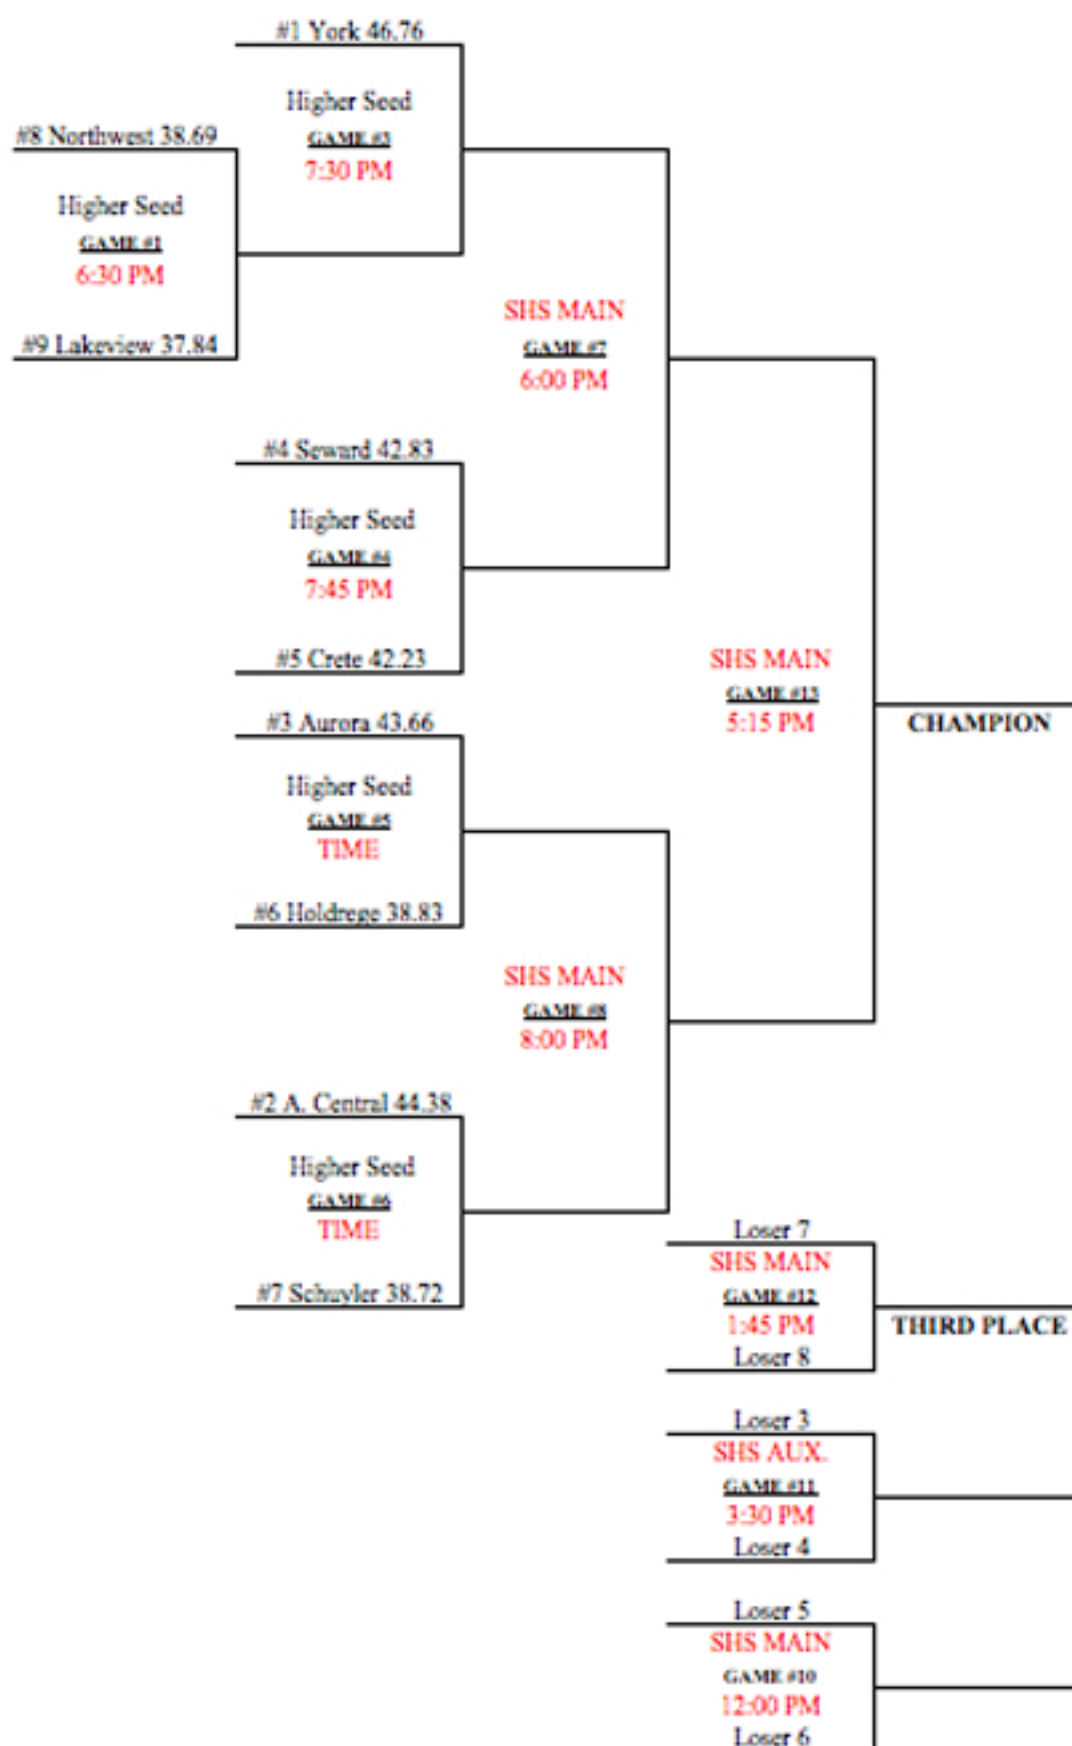 #1 York 46.76
Higher Seed
GAME #3
7:30 PM
#8 Northwest 38.69
Higher Seed
GAME #1
6:30 PM
#9 Lakeview 37.84
SHS MAIN
GAME #7
6:00 PM
#4 Seward 42.83
Higher Seed
GAME #4
7:45 PM
#5 Crete 42.23
SHS MAIN
GAME #13
5:15 PM
CHAMPION
#3 Aurora 43.66
Higher Seed
GAME #5
TIME
#6 Holdrege 38.83
SHS MAIN
GAME #8
8:00 PM
#2 A. Central 44.38
Higher Seed
GAME #6
TIME
#7 Schuyler 38.72
Loser 7
SHS MAIN
GAME #12
1:45 PM
Loser 8
THIRD PLACE
Loser 3
SHS AUX.
GAME #11
3:30 PM
Loser 4
Loser 5
SHS MAIN
GAME #10
12:00 PM
Loser 6